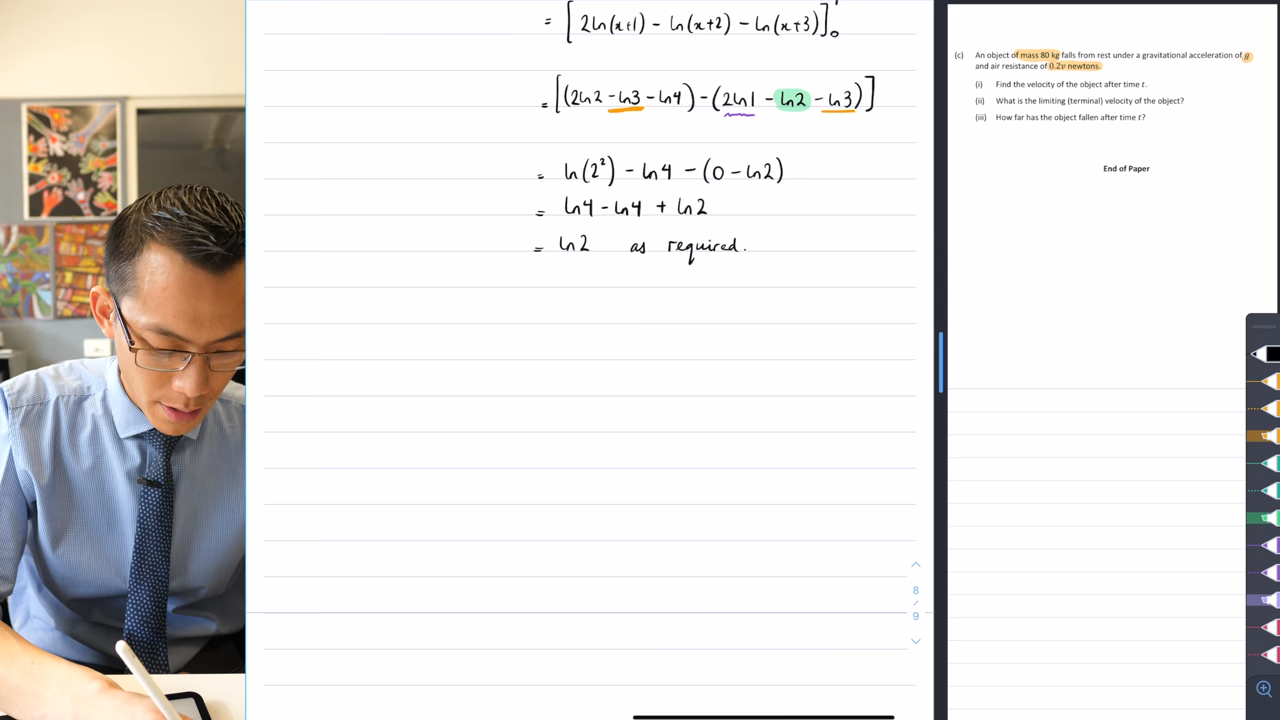 = [2ln(x+1) - ln(x+2) - ln(x+3)]₀¹
= [(2ln2 - ln3 - ln4) - (2ln1 - ln2 - ln3)]
= ln(2²) - ln4 - (0 - ln2)
= ln4 - ln4 + ln2
= ln2 as required.
8
/
9
(c) An object of mass 80 kg falls from rest under a gravitational acceleration of g
and air resistance of 0.2v newtons.
(i) Find the velocity of the object after time t.
(ii) What is the limiting (terminal) velocity of the object?
(iii) How far has the object fallen after time t?
End of Paper